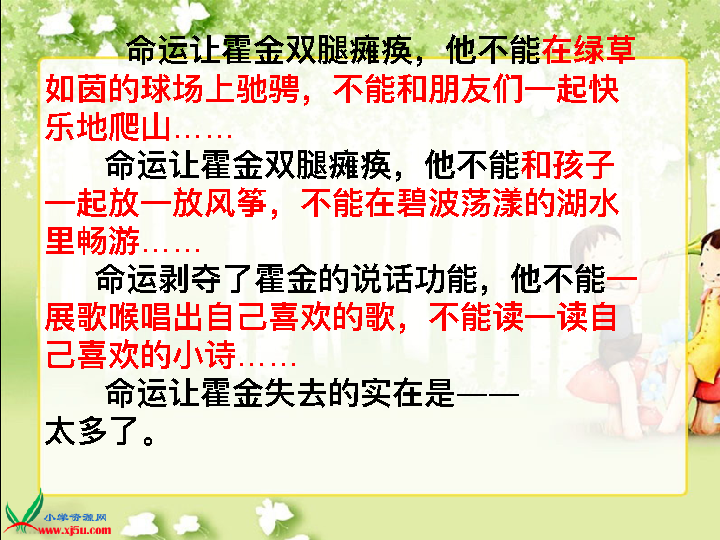 命运让霍金双腿瘫痪，他不能在绿草
如茵的球场上驰骋，不能和朋友们一起快
乐地爬山……
命运让霍金双腿瘫痪，他不能和孩子
一起放一放风筝，不能在碧波荡漾的湖水
里畅游……
命运剥夺了霍金的说话功能，他不能一
展歌喉唱出自己喜欢的歌，不能读一读自
己喜欢的小诗……
命运让霍金失去的实在是——
太多了。
小学资源网
www.xj5u.com